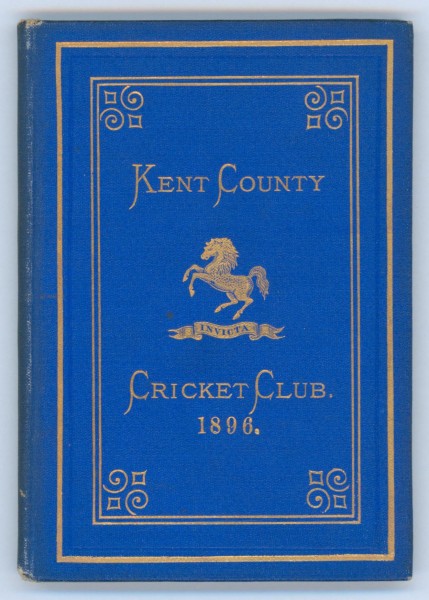 KENT COUNTY
INVICTA
CRICKET CLUB.
1896.